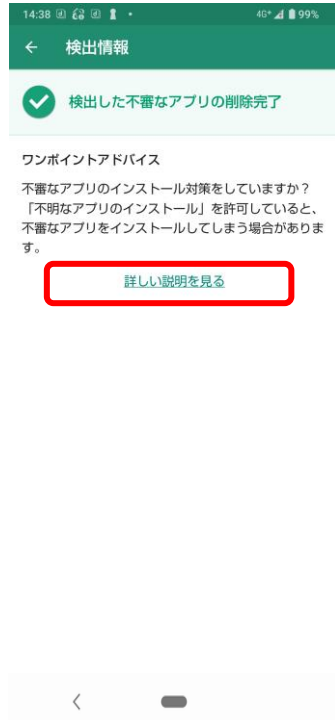 14:38 4G+ 99%
検出情報
検出した不審なアプリの削除完了
ワンポイントアドバイス
不審なアプリのインストール対策をしていますか？
「不明なアプリのインストール」を許可していると、
不審なアプリをインストールしてしまう場合がありま
す。
詳しい説明を見る